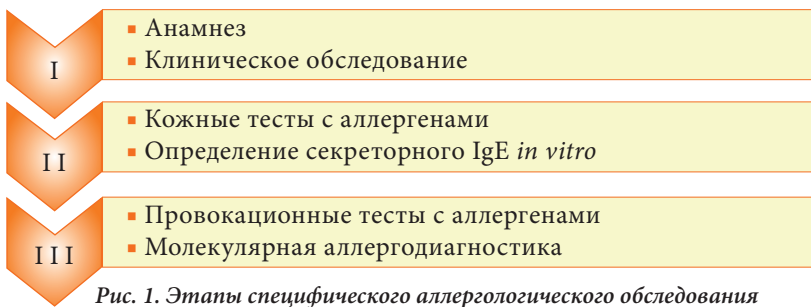 I
▪ Анамнез
▪ Клиническое обследование
II
▪ Кожные тесты с аллергенами
▪ Определение секреторного IgE in vitro
III
▪ Провокационные тесты с аллергенами
▪ Молекулярная аллергодиагностика
Рис. 1. Этапы специфического аллергологического обследования